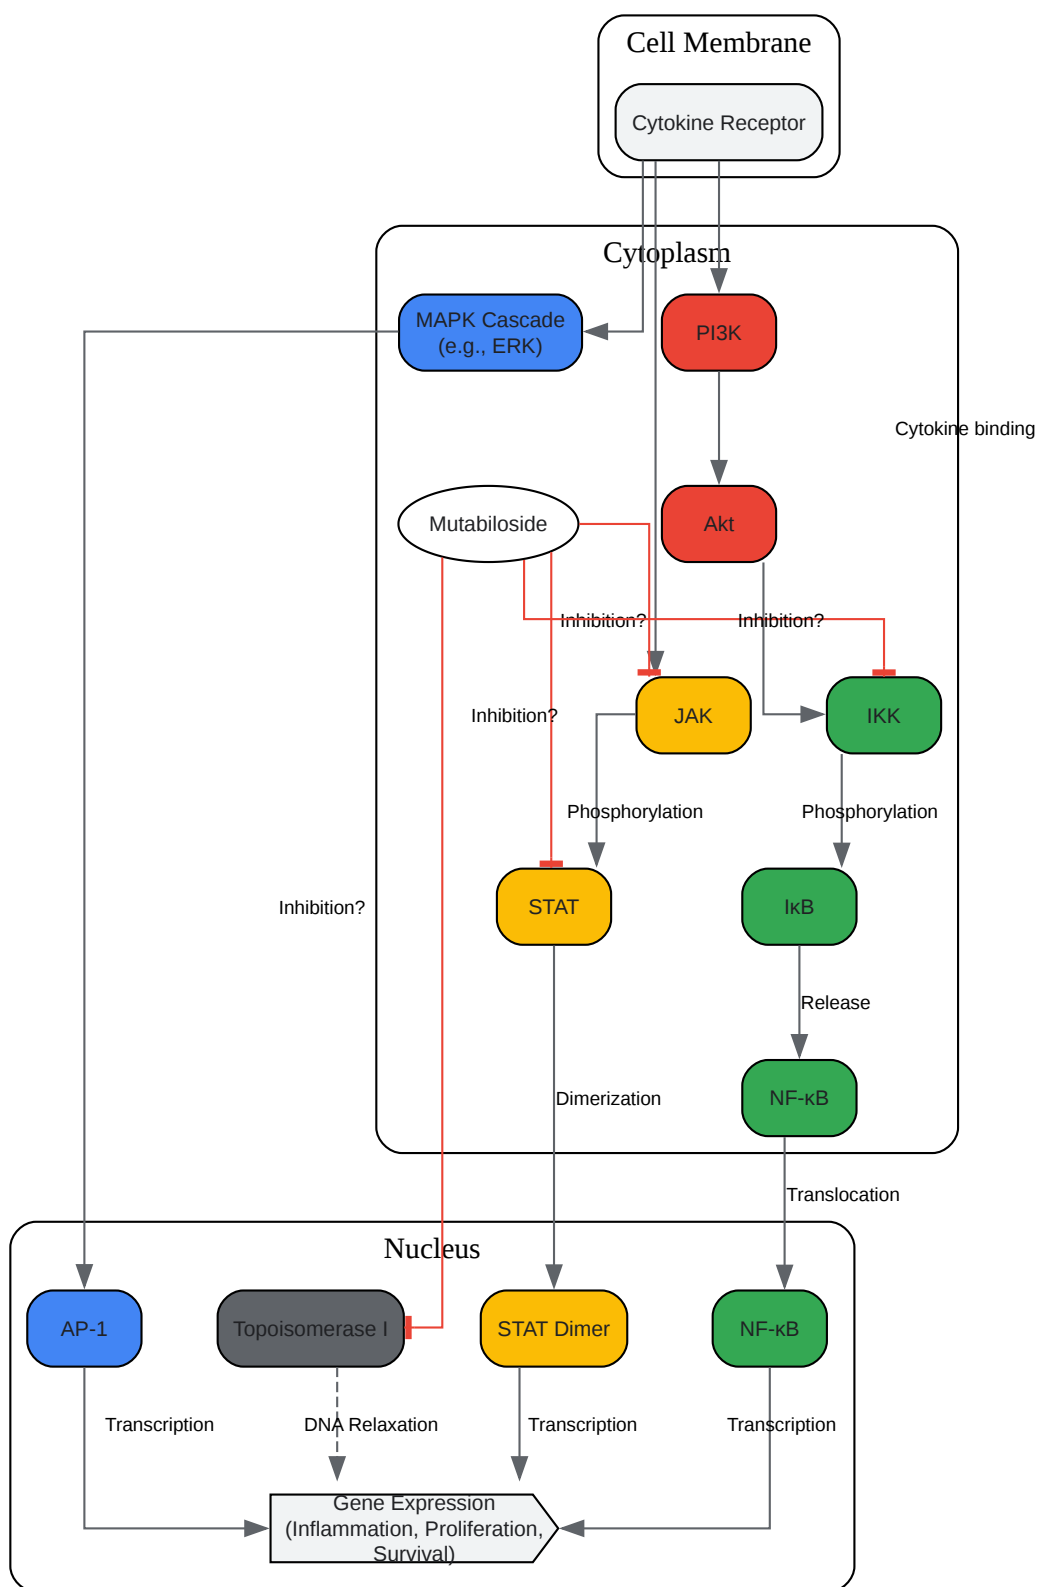 Cell Membrane
Cytokine Receptor
Cytoplasm
MAPK Cascade
(e.g., ERK)
PI3K
Cytokine binding
Mutabiloside
Akt
Inhibition?
Inhibition?
Inhibition?
JAK
IKK
Phosphorylation
Phosphorylation
Inhibition?
STAT
IκB
Release
Dimerization
NF-κB
Translocation
Nucleus
AP-1
Topoisomerase I
STAT Dimer
NF-κB
Transcription
DNA Relaxation
Transcription
Transcription
Gene Expression
(Inflammation, Proliferation,
Survival)